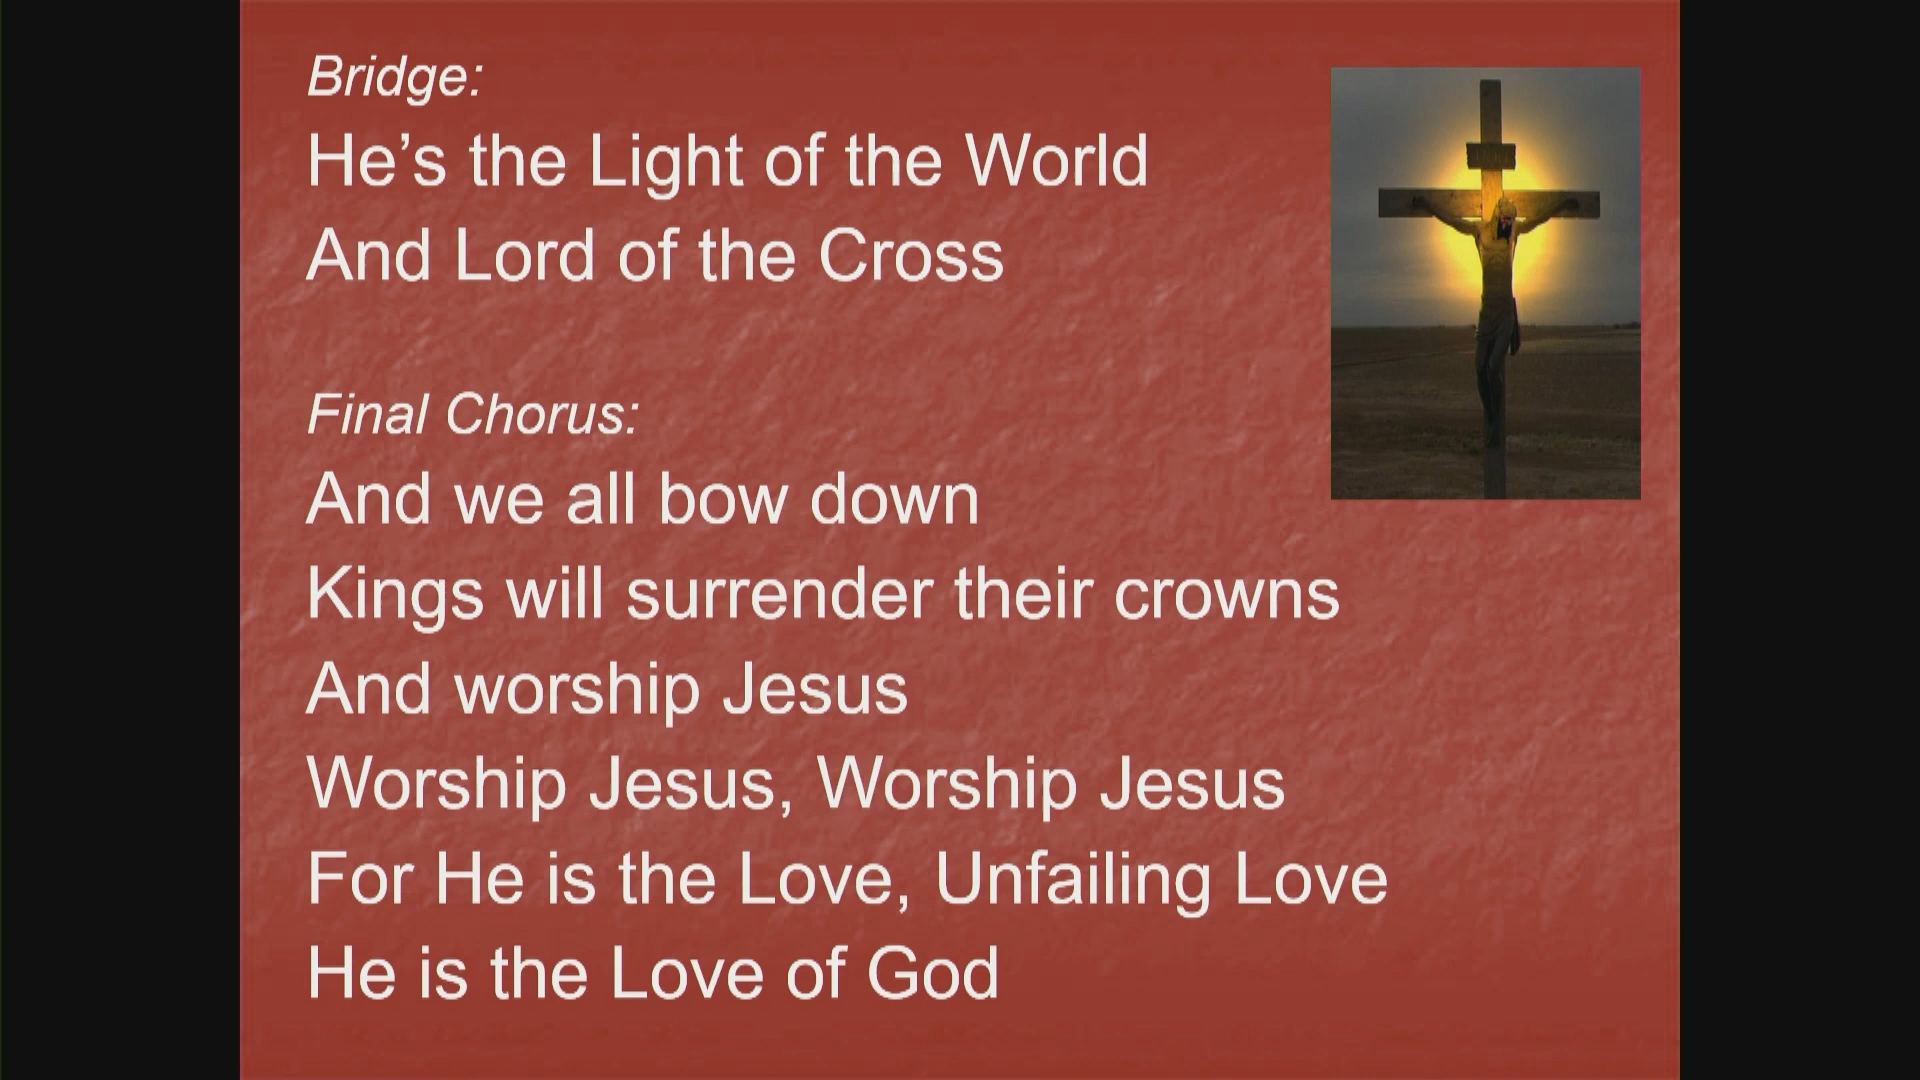 Bridge:
He’s the Light of the World
And Lord of the Cross
Final Chorus:
And we all bow down
Kings will surrender their crowns
And worship Jesus
Worship Jesus, Worship Jesus
For He is the Love, Unfailing Love
He is the Love of God